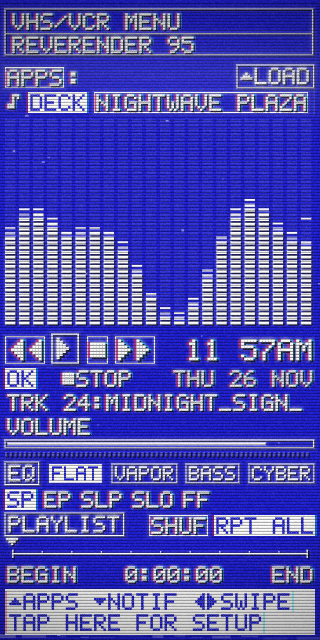 VHS/VCR MENU
REVERENDER 95
APPS: ▲LOAD
♪ DECK NIGHTWAVE PLAZA
11 57AM
OK ■STOP THU 26 NOV
TRK 24:MIDNIGHT_SIGN_
VOLUME
EQ FLAT VAPOR BASS CYBER
SP EP SLP SLO FF
PLAYLIST SHUF RPT ALL
BEGIN 0:00:00 END
▲APPS ▼NOTIF ◀▶SWIPE
TAP HERE FOR SETUP